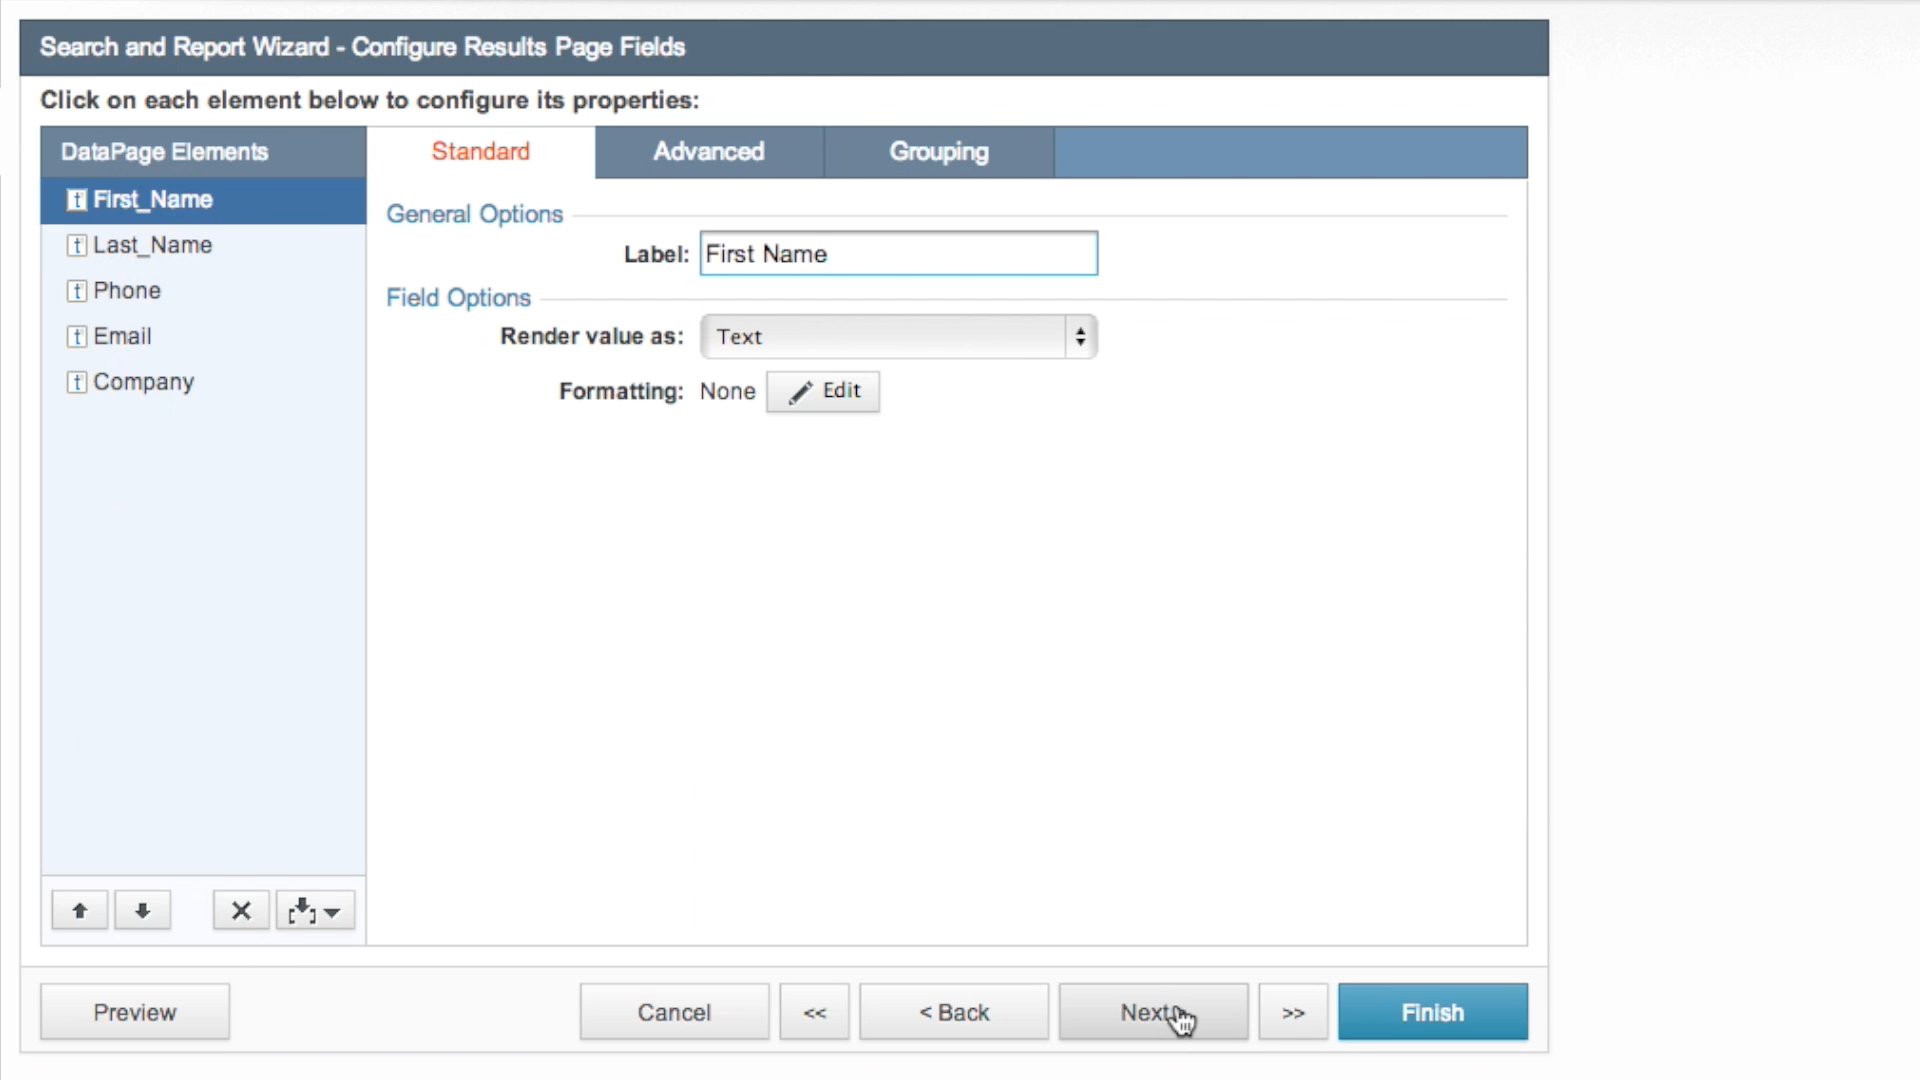 Search and Report Wizard - Configure Results Page Fields
Click on each element below to configure its properties:
DataPage Elements
Standard
Advanced
Grouping
First_Name
Last_Name
Phone
Email
Company
General Options
Label: First Name
Field Options
Render value as: Text
Formatting: None Edit
Preview
Cancel
<<
< Back
Next
>>
Finish